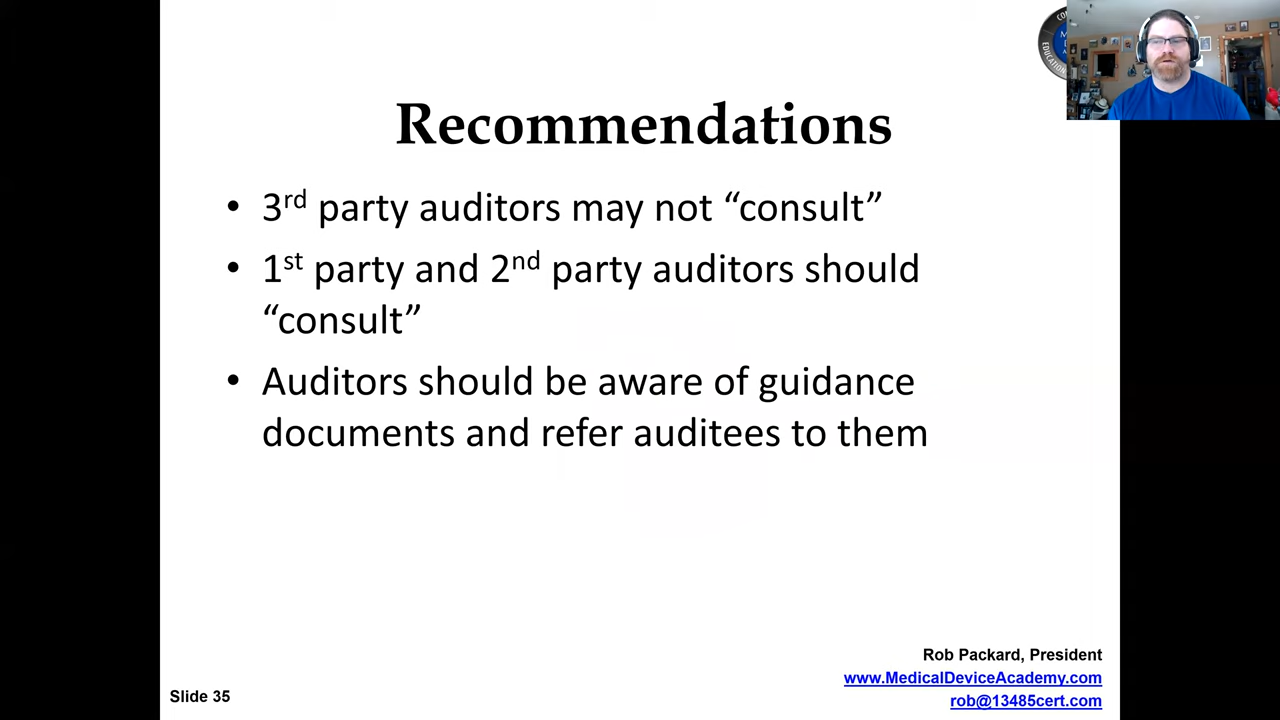 Recommendations
• 3rd party auditors may not “consult”
• 1st party and 2nd party auditors should
“consult”
• Auditors should be aware of guidance
documents and refer auditees to them
Rob Packard, President
www.MedicalDeviceAcademy.com
rob@13485cert.com
Slide 35